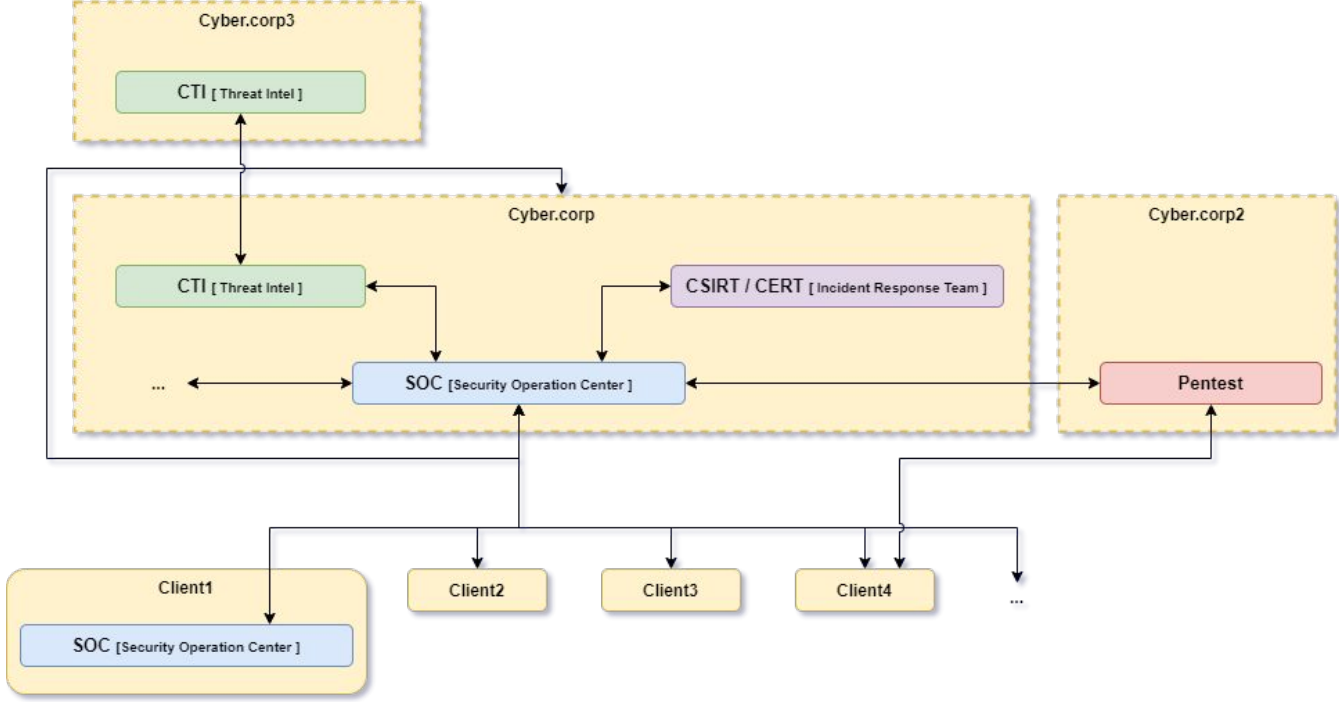 Cyber.corp3
CTI [ Threat Intel ]
Cyber.corp
Cyber.corp2
CTI [ Threat Intel ]
CSIRT / CERT [ Incident Response Team ]
...
SOC [Security Operation Center ]
Pentest
Client1
Client2
Client3
Client4
...
SOC [Security Operation Center ]